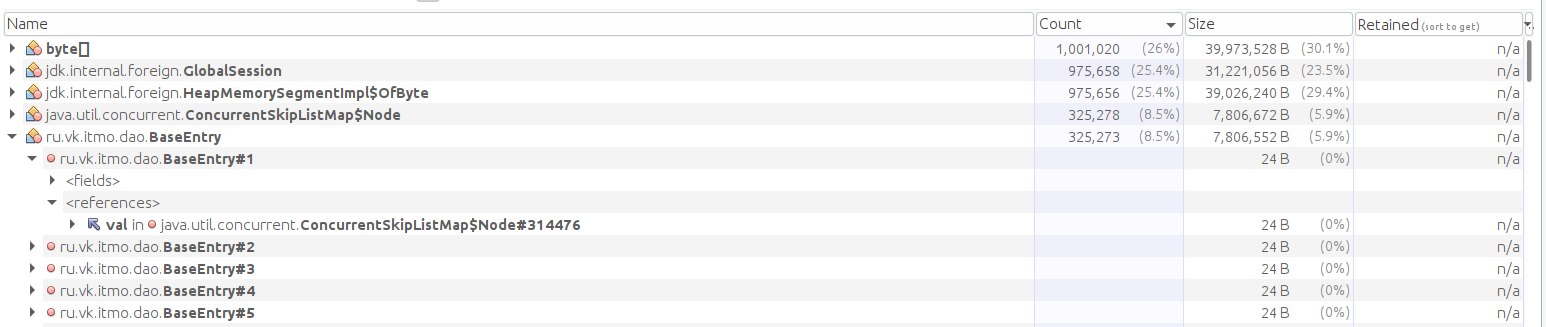 Name Count Size Retained (sort to get)
byte[] 1,001,020 (26%) 39,973,528 B (30.1%) n/a
jdk.internal.foreign.GlobalSession 975,658 (25.4%) 31,221,056 B (23.5%) n/a
jdk.internal.foreign.HeapMemorySegmentImpl$OfByte 975,656 (25.4%) 39,026,240 B (29.4%) n/a
java.util.concurrent.ConcurrentSkipListMap$Node 325,278 (8.5%) 7,806,672 B (5.9%) n/a
ru.vk.itmo.dao.BaseEntry 325,273 (8.5%) 7,806,552 B (5.9%) n/a
ru.vk.itmo.dao.BaseEntry#1 24 B (0%) n/a
<fields>
<references>
val in java.util.concurrent.ConcurrentSkipListMap$Node#314476 24 B (0%) n/a
ru.vk.itmo.dao.BaseEntry#2 24 B (0%) n/a
ru.vk.itmo.dao.BaseEntry#3 24 B (0%) n/a
ru.vk.itmo.dao.BaseEntry#4 24 B (0%) n/a
ru.vk.itmo.dao.BaseEntry#5 24 B (0%) n/a